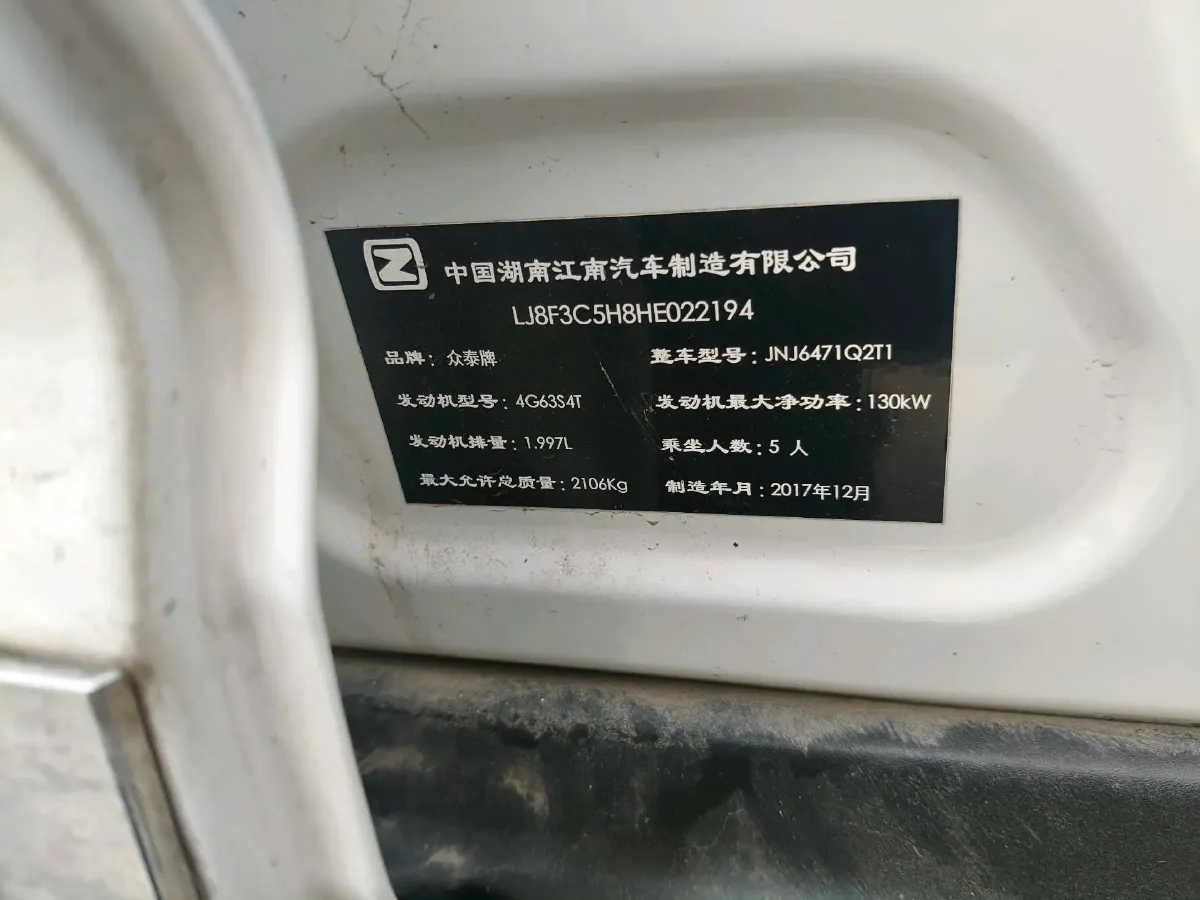 中国湖南江南汽车制造有限公司
LJ8F3C5H8HE022194
品牌：众泰牌 整车型号：JNJ6471Q2T1
发动机型号：4G63S4T 发动机最大净功率：130kW
发动机排量：1.997L 乘坐人数：5 人
最大允许总质量：2106Kg 制造年月：2017年12月